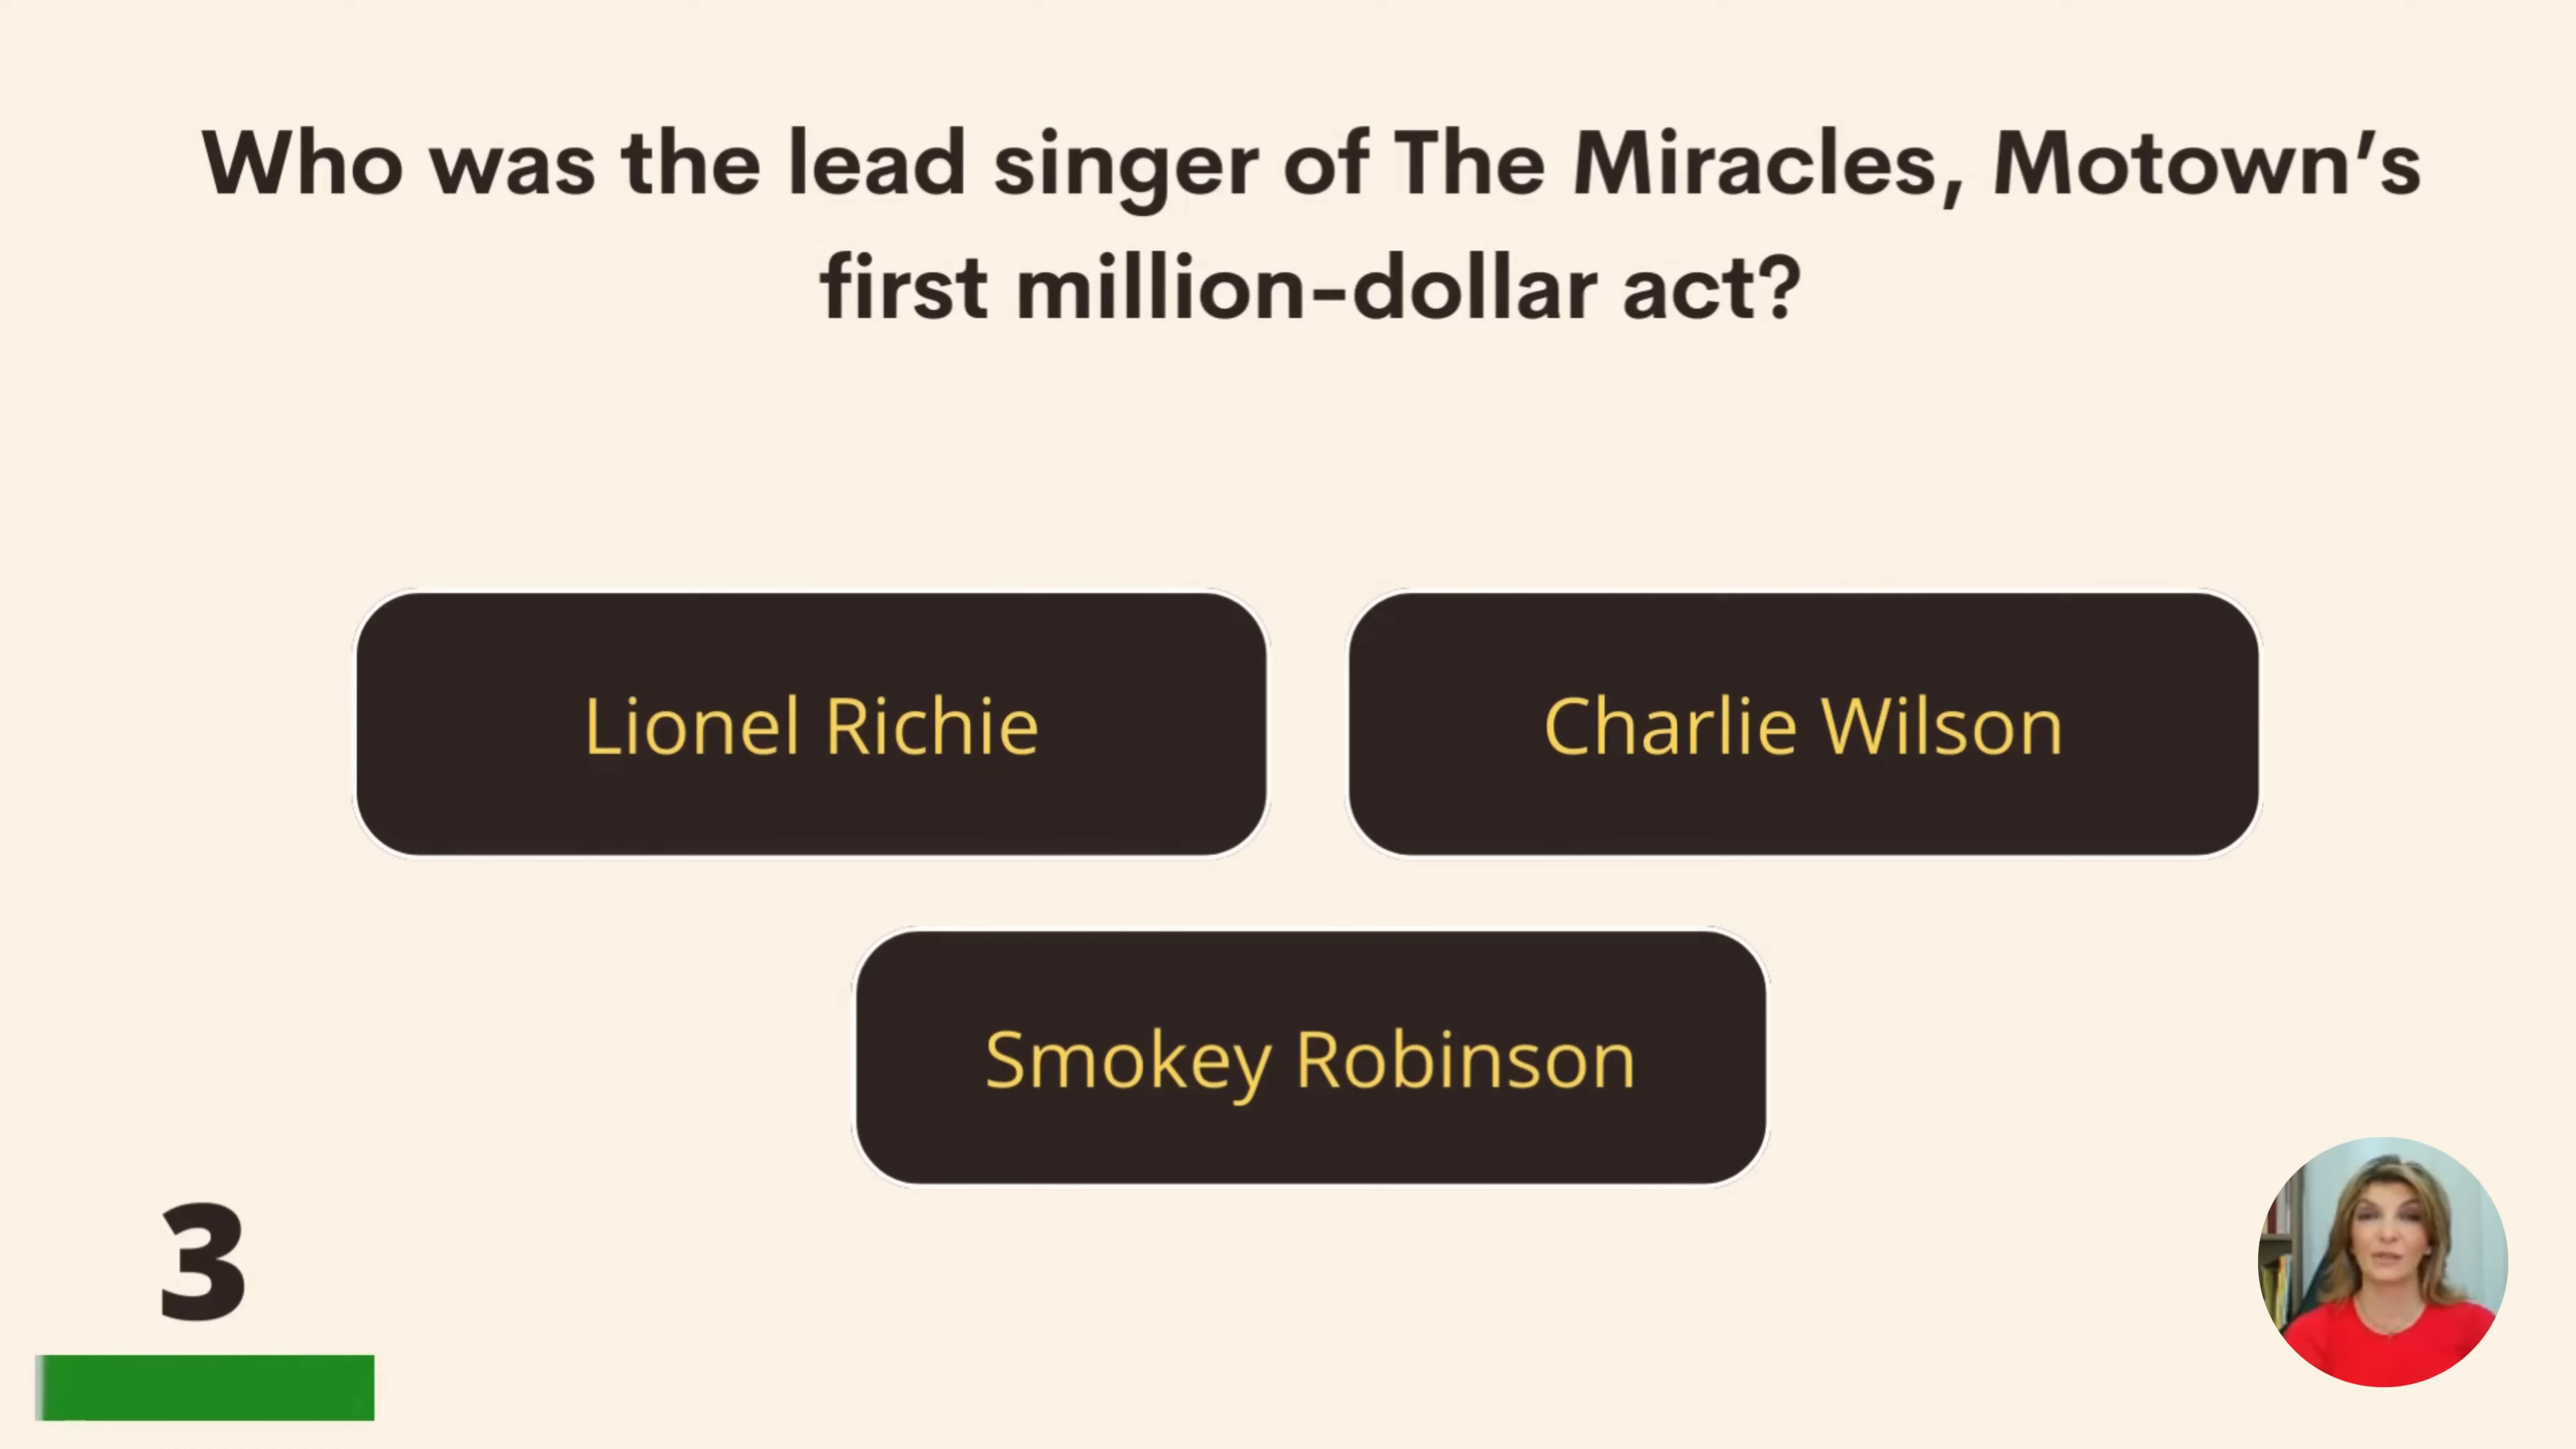 Who was the lead singer of The Miracles, Motown’s
first million-dollar act?
Lionel Richie
Charlie Wilson
Smokey Robinson
3